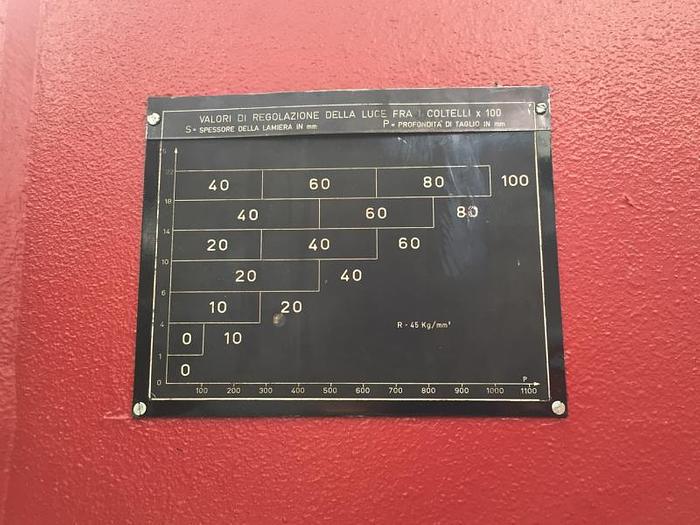 VALORI DI REGOLAZIONE DELLA LUCE FRA I COLTELLI x 100
S= SPESSORE DELLA LAMIERA IN mm P= PROFONDITA' DI TAGLIO IN mm
S
22
40 60 80 100
18
40 60 80
14
20 40 60
10
20 40
6
10 20
4
0 10
R - 45 Kg/mm²
1
0
0
P
100 200 300 400 500 600 700 800 900 1000 1100